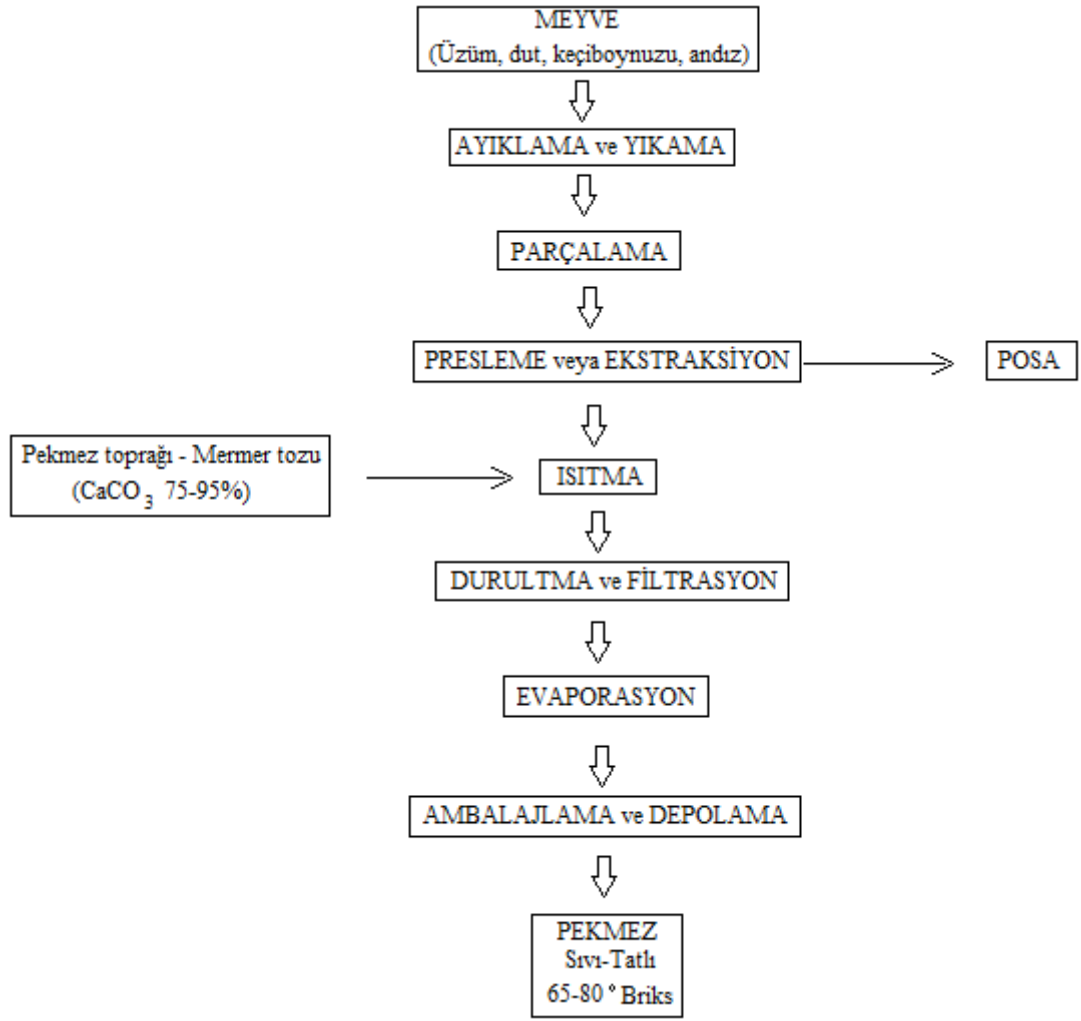 MEYVE
(Üzüm, dut, keçiboynuzu, andız)
AYIKLAMA ve YIKAMA
PARÇALAMA
PRESLEME veya EKSTRAKSİYON
POSA
Pekmez toprağı - Mermer tozu
(CaCO3 75-95%)
ISITMA
DURULTMA ve FİLTRASYON
EVAPORASYON
AMBALAJLAMA ve DEPOLAMA
PEKMEZ
Sıvı-Tatlı
65-80 ° Briks